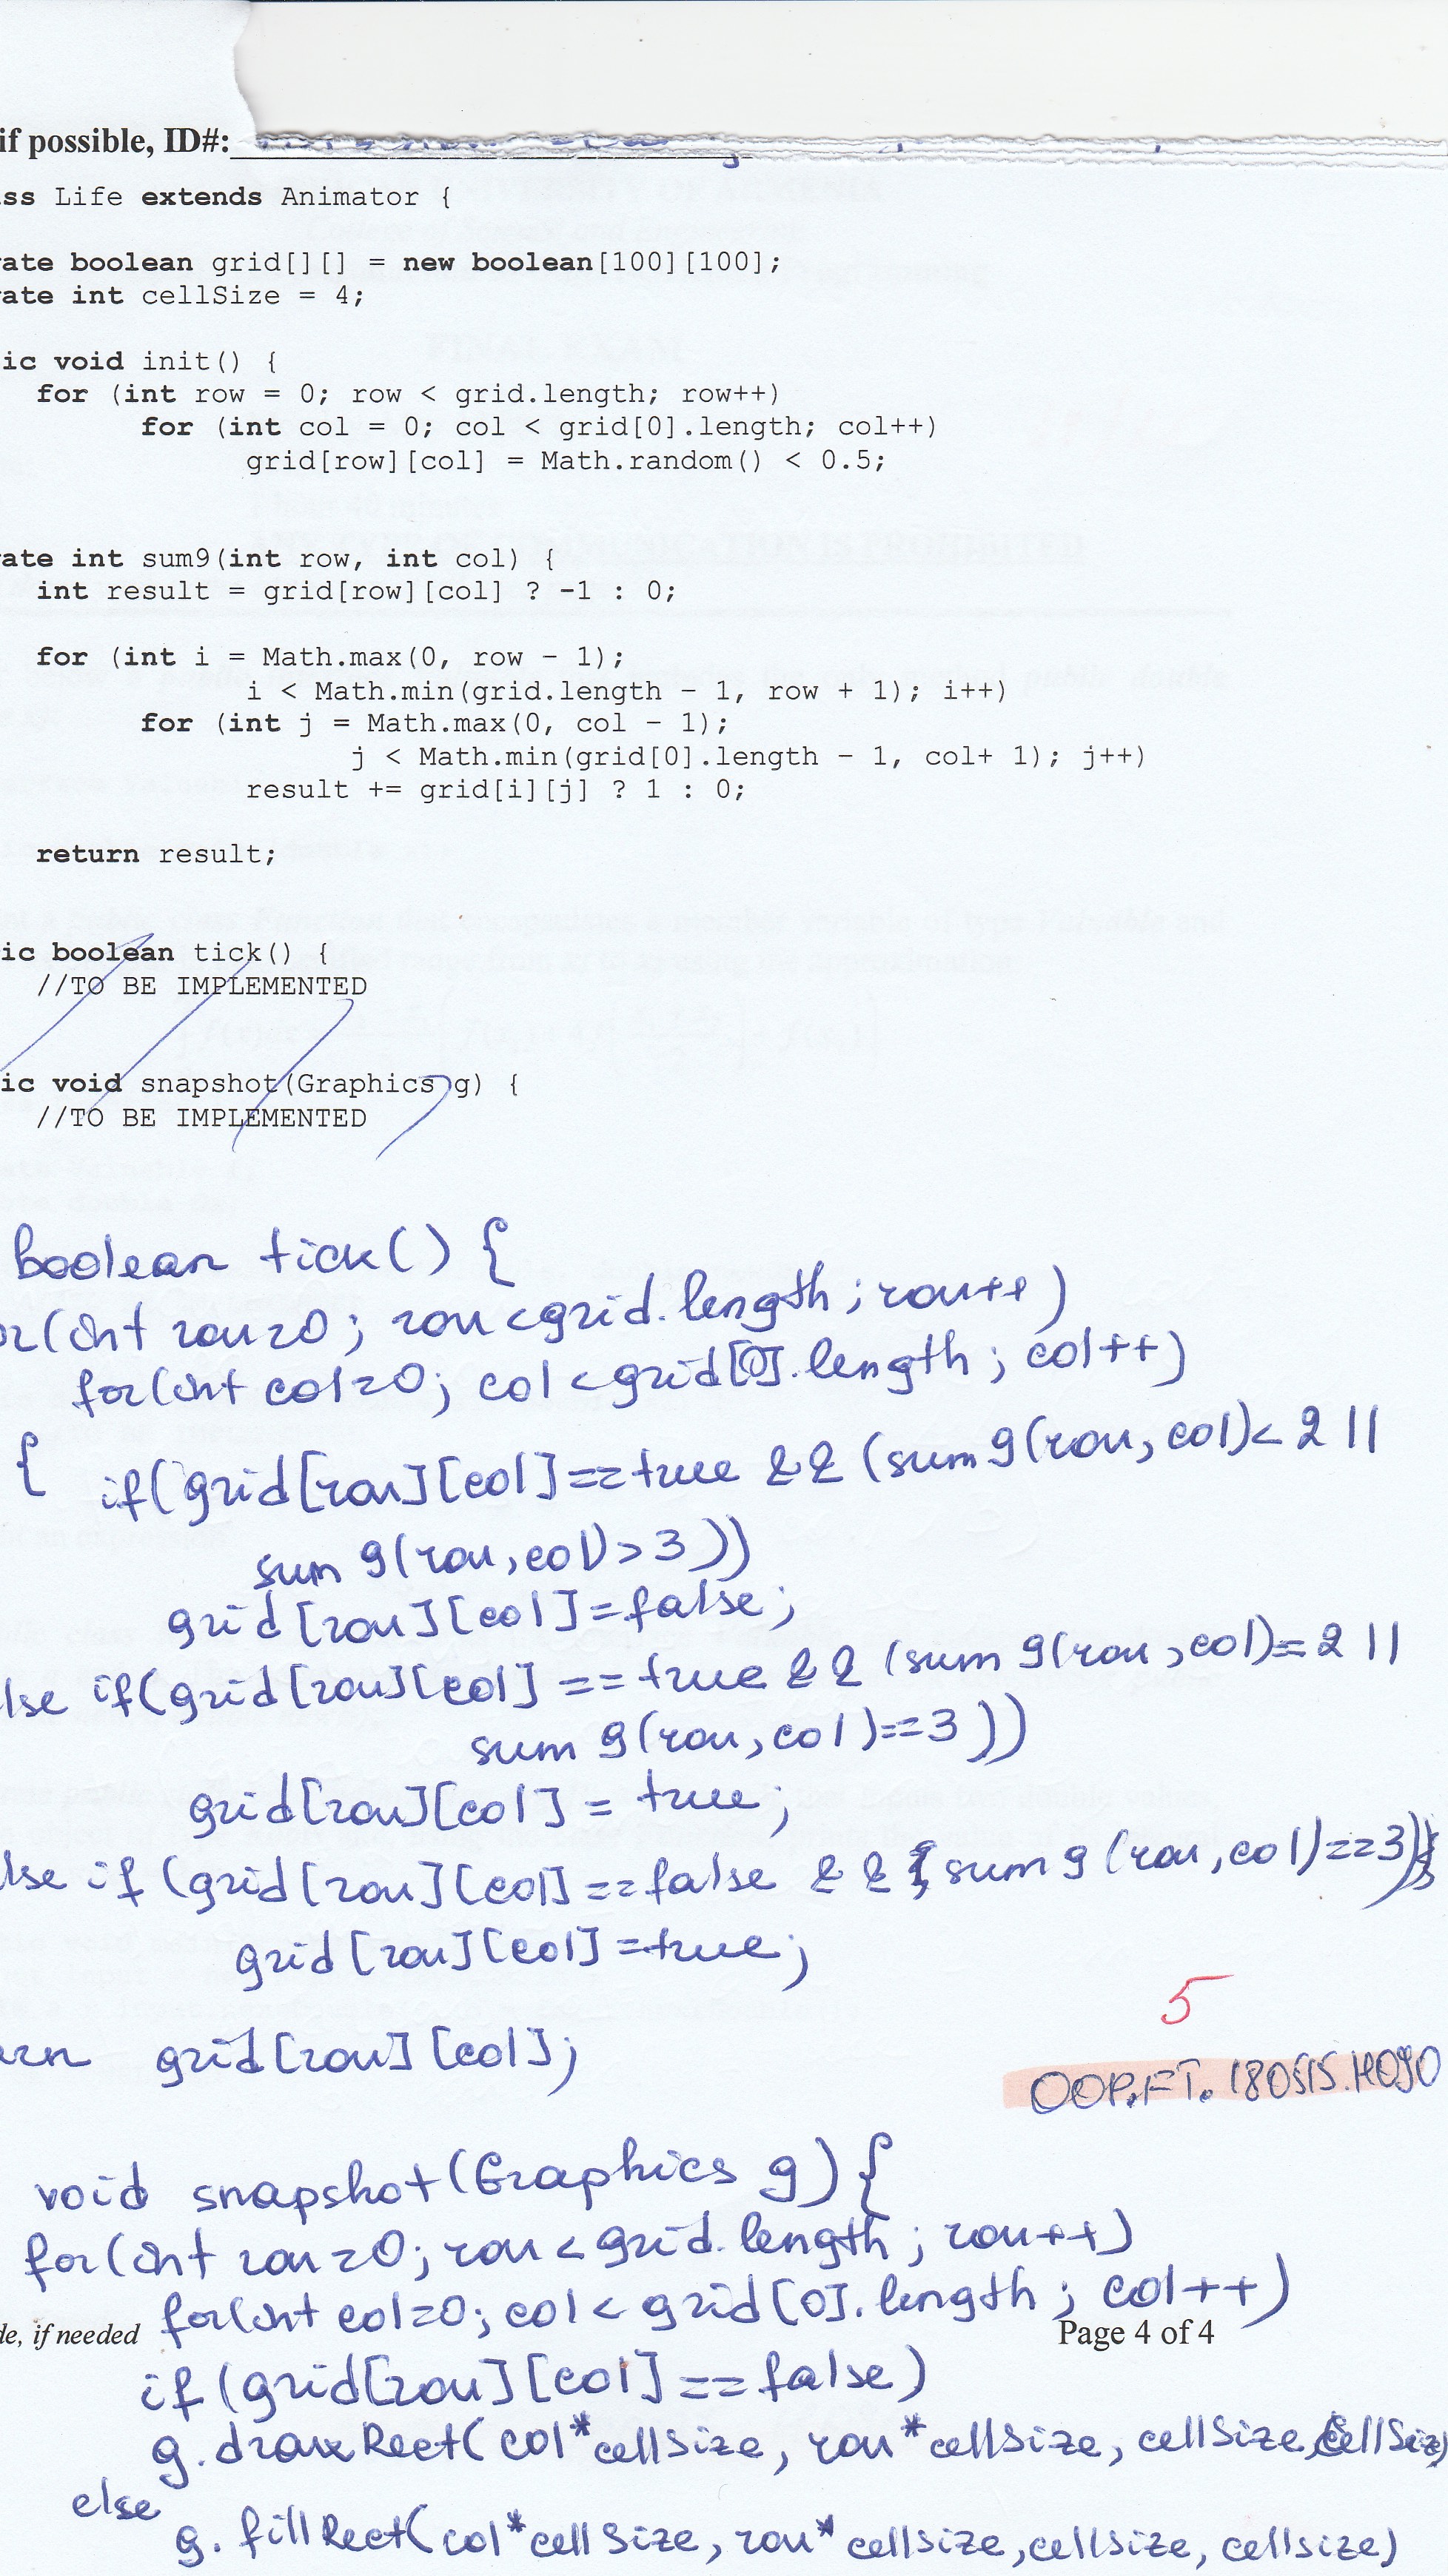 if possible, ID#:
ss Life extends Animator {
ate boolean grid[][] = new boolean[100][100];
ate int cellSize = 4;
ic void init() {
for (int row = 0; row < grid.length; row++)
for (int col = 0; col < grid[0].length; col++)
grid[row][col] = Math.random() < 0.5;
ate int sum9(int row, int col) {
int result = grid[row][col] ? -1 : 0;
for (int i = Math.max(0, row - 1);
i < Math.min(grid.length - 1, row + 1); i++)
for (int j = Math.max(0, col - 1);
j < Math.min(grid[0].length - 1, col+ 1); j++)
result += grid[i][j] ? 1 : 0;
return result;
ic boolean tick() {
//TO BE IMPLEMENTED
ic void snapshot(Graphics g) {
//TO BE IMPLEMENTED
boolean tick() {
or(int row=0; row<grid.length; row++)
for(int col=0; col<grid[0].length; col++)
{ if(grid[row][col]==true && (sum9(row,col)<2 ||
sum9(row,col)>3))
grid[row][col]=false;
lse if(grid[row][col]==true && (sum9(row,col)==2 ||
sum9(row,col)==3))
grid[row][col] = true;
lse if(grid[row][col]==false && (sum9(row,col)==3))
grid[row][col]=true;
5
urn grid[row][col];
OOP.FT.180515.H090
void snapshot(Graphics g) {
for(int row=0; row<grid.length; row++)
for(int col=0; col<grid[0].length; col++)
de, if needed
Page 4 of 4
if(grid[row][col]==false)
g.drawRect(col*cellSize, row*cellSize, cellSize, cellSize)
else
g.fillRect(col*cellSize, row*cellsize, cellsize, cellsize)